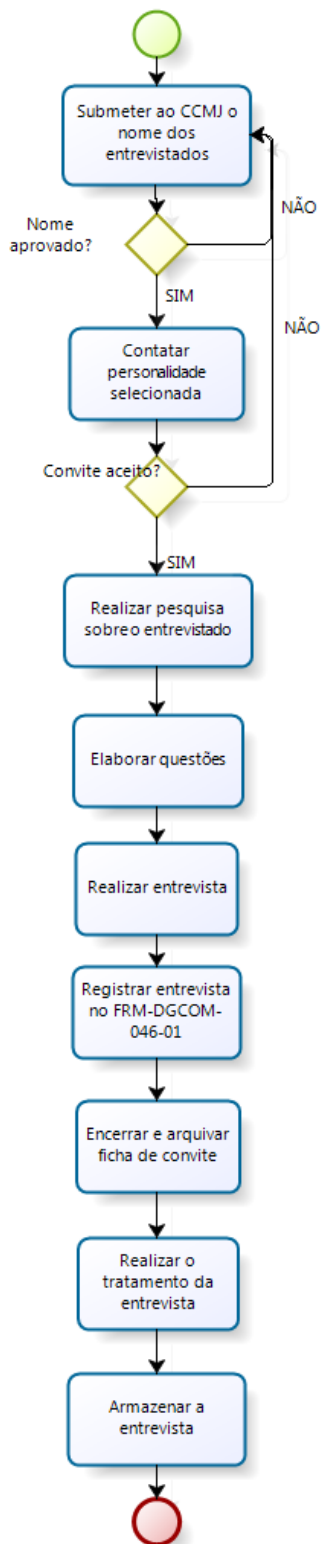 Submeter ao CCMJ o
nome dos
entrevistados
Nome
aprovado?
NÃO
SIM
NÃO
Contatar
personalidade
selecionada
Convite aceito?
SIM
Realizar pesquisa
sobre o entrevistado
Elaborar questões
Realizar entrevista
Registrar entrevista
no FRM-DGCOM-
046-01
Encerrar e arquivar
ficha de convite
Realizar o
tratamento da
entrevista
Armazenar a
entrevista